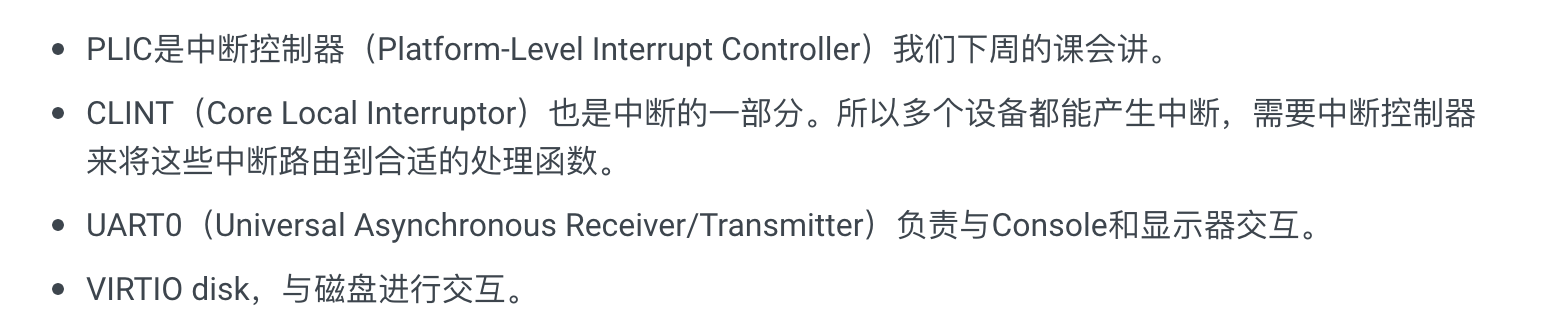 PLIC是中断控制器（Platform-Level Interrupt Controller）我们下周的课会讲。
CLINT（Core Local Interruptor）也是中断的一部分。所以多个设备都能产生中断，需要中断控制器
来将这些中断路由到合适的处理函数。
UART0（Universal Asynchronous Receiver/Transmitter）负责与Console和显示器交互。
VIRTIO disk，与磁盘进行交互。